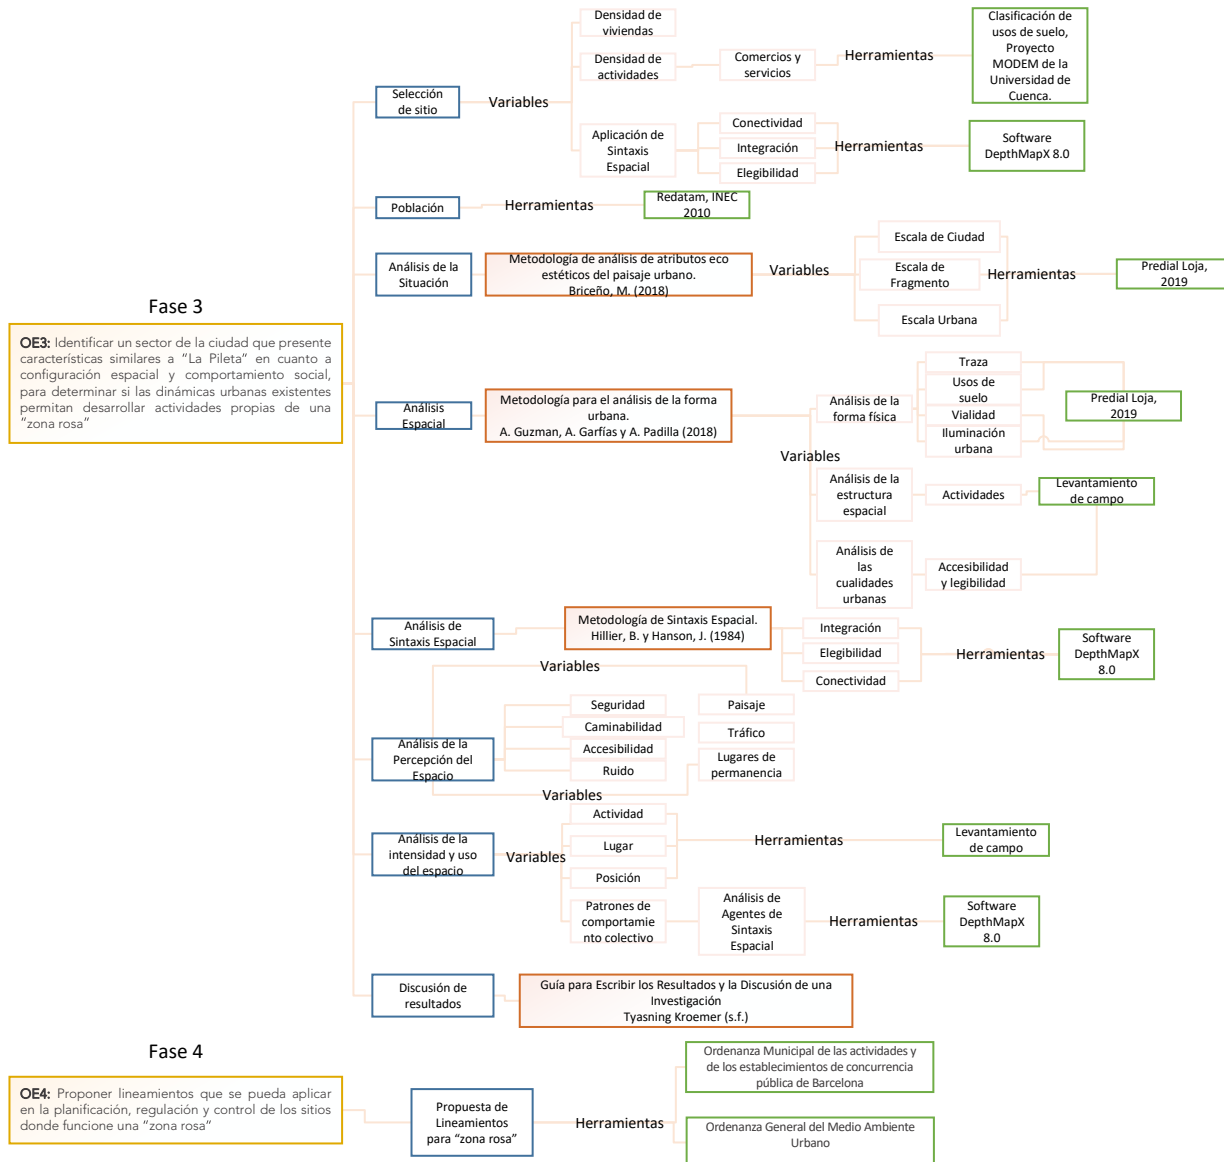 Fase 3
OE3: Identificar un sector de la ciudad que presente
características similares a "La Pileta" en cuanto a
configuración espacial y comportamiento social,
para determinar si las dinámicas urbanas existentes
permitan desarrollar actividades propias de una
"zona rosa"
Selección
de sitio
Variables
Densidad de
viviendas
Densidad de
actividades
Comercios y
servicios
Herramientas
Clasificación de
usos de suelo,
Proyecto
MODEM de la
Universidad de
Cuenca.
Aplicación de
Sintaxis
Espacial
Conectividad
Integración
Elegibilidad
Herramientas
Software
DepthMapX 8.0
Población
Herramientas
Redatam, INEC
2010
Análisis de la
Situación
Metodología de análisis de atributos eco
estéticos del paisaje urbano.
Briceño, M. (2018)
Variables
Escala de Ciudad
Escala de
Fragmento
Escala Urbana
Herramientas
Predial Loja,
2019
Análisis
Espacial
Metodología para el análisis de la forma
urbana.
A. Guzman, A. Garfías y A. Padilla (2018)
Variables
Análisis de la
forma física
Traza
Usos de
suelo
Vialidad
Iluminación
urbana
Predial Loja,
2019
Análisis de la
estructura
espacial
Actividades
Levantamiento
de campo
Análisis de
las
cualidades
urbanas
Accesibilidad
y legibilidad
Análisis de
Sintaxis Espacial
Metodología de Sintaxis Espacial.
Hillier, B. y Hanson, J. (1984)
Integración
Elegibilidad
Conectividad
Herramientas
Software
DepthMapX
8.0
Análisis de la
Percepción del
Espacio
Variables
Seguridad
Caminabilidad
Accesibilidad
Ruido
Paisaje
Tráfico
Lugares de
permanencia
Variables
Análisis de la
intensidad y uso
del espacio
Variables
Actividad
Lugar
Posición
Herramientas
Levantamiento
de campo
Patrones de
comportamie
nto colectivo
Análisis de
Agentes de
Sintaxis
Espacial
Herramientas
Software
DepthMapX
8.0
Discusión de
resultados
Guía para Escribir los Resultados y la Discusión de una
Investigación
Tyasning Kroemer (s.f.)
Fase 4
OE4: Proponer lineamientos que se pueda aplicar
en la planificación, regulación y control de los sitios
donde funcione una "zona rosa"
Propuesta de
Lineamientos
para "zona rosa"
Herramientas
Ordenanza Municipal de las actividades y
de los establecimientos de concurrencia
pública de Barcelona
Ordenanza General del Medio Ambiente
Urbano